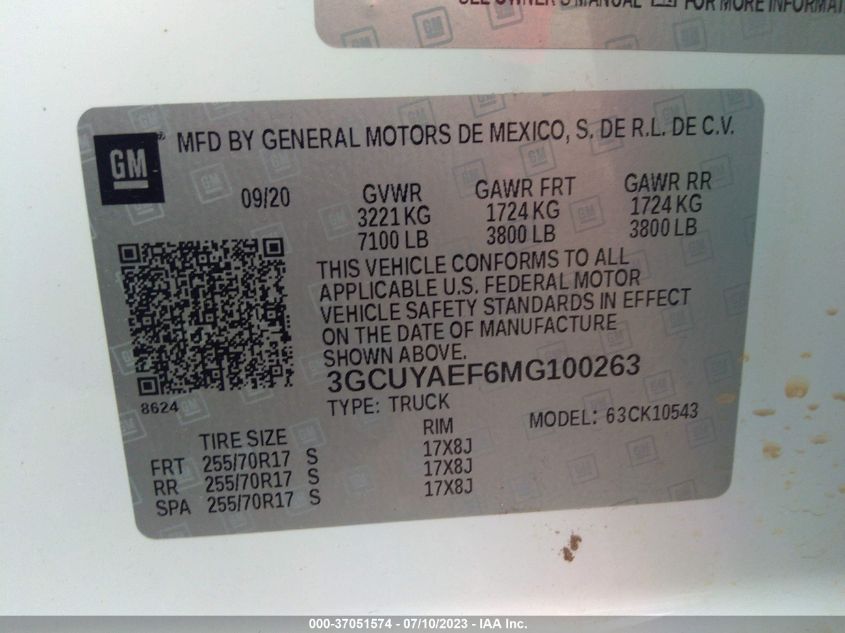 SEE OWNER'S MANUAL FOR MORE INFORMATION
GM
® MFD BY GENERAL MOTORS DE MEXICO, S. DE R.L. DE C.V.
09/20 GVWR GAWR FRT GAWR RR
3221 KG 1724 KG 1724 KG
7100 LB 3800 LB 3800 LB
THIS VEHICLE CONFORMS TO ALL
APPLICABLE U.S. FEDERAL MOTOR
VEHICLE SAFETY STANDARDS IN EFFECT
ON THE DATE OF MANUFACTURE
SHOWN ABOVE.
3GCUYAEF6MG100263
8624
TYPE: TRUCK MODEL: 63CK10543
TIRE SIZE RIM
FRT 255/70R17 S 17X8J
RR 255/70R17 S 17X8J
SPA 255/70R17 S 17X8J
000-37051574 - 07/10/2023 - IAA Inc.